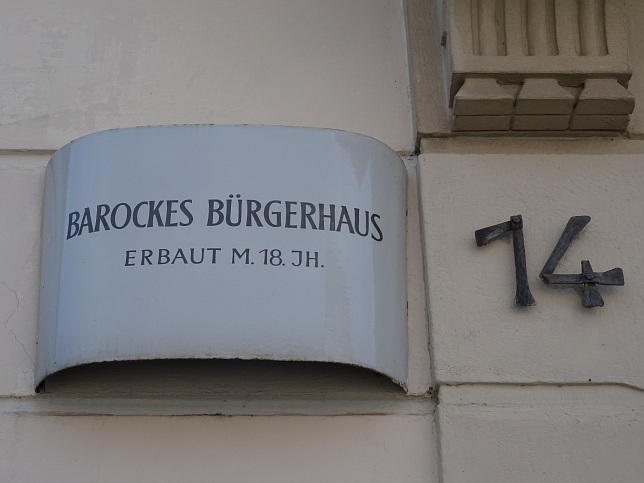 BAROCKES BÜRGERHAUS
ERBAUT M. 18. JH.
14